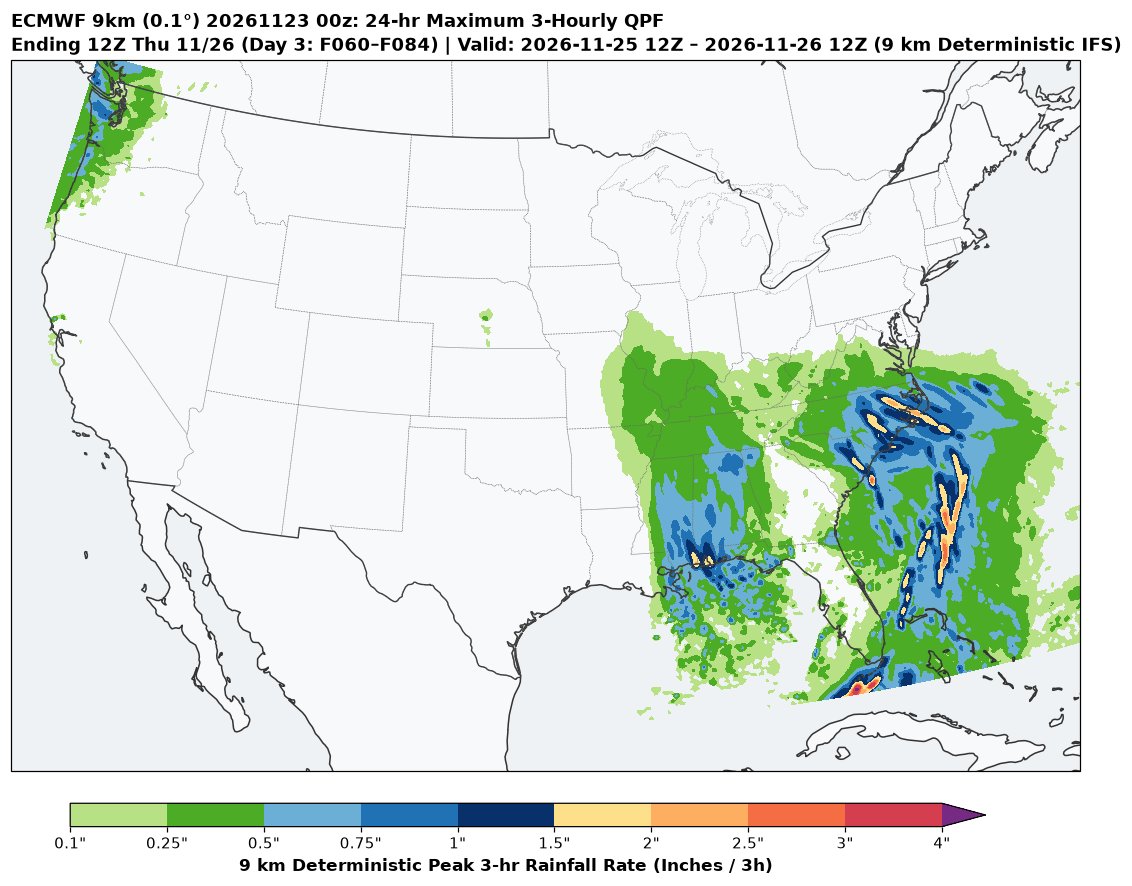 ECMWF 9km (0.1°) 20261123 00z: 24-hr Maximum 3-Hourly QPF
Ending 12Z Thu 11/26 (Day 3: F060–F084) | Valid: 2026-11-25 12Z – 2026-11-26 12Z (9 km Deterministic IFS)
0.1" 0.25" 0.5" 0.75" 1" 1.5" 2" 2.5" 3" 4"
9 km Deterministic Peak 3-hr Rainfall Rate (Inches / 3h)